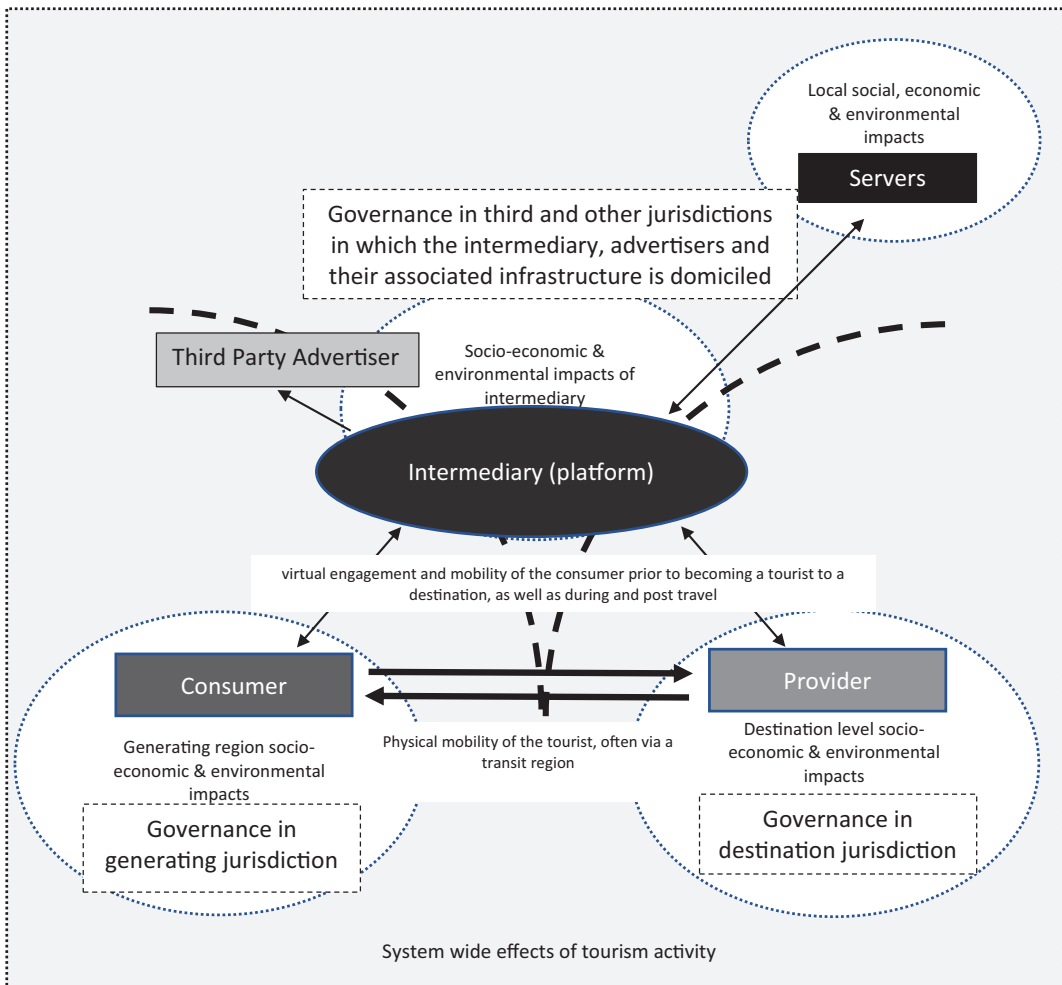 Local social, economic
& environmental
impacts
Servers
Governance in third and other jurisdictions
in which the intermediary, advertisers and
their associated infrastructure is domiciled
Third Party Advertiser
Socio-economic &
environmental impacts of
intermediary
Intermediary (platform)
virtual engagement and mobility of the consumer prior to becoming a tourist to a
destination, as well as during and post travel
Consumer
Provider
Generating region socio-
economic & environmental
impacts
Physical mobility of the tourist, often via a
transit region
Destination level socio-
economic & environmental
impacts
Governance in
generating jurisdiction
Governance in
destination jurisdiction
System wide effects of tourism activity